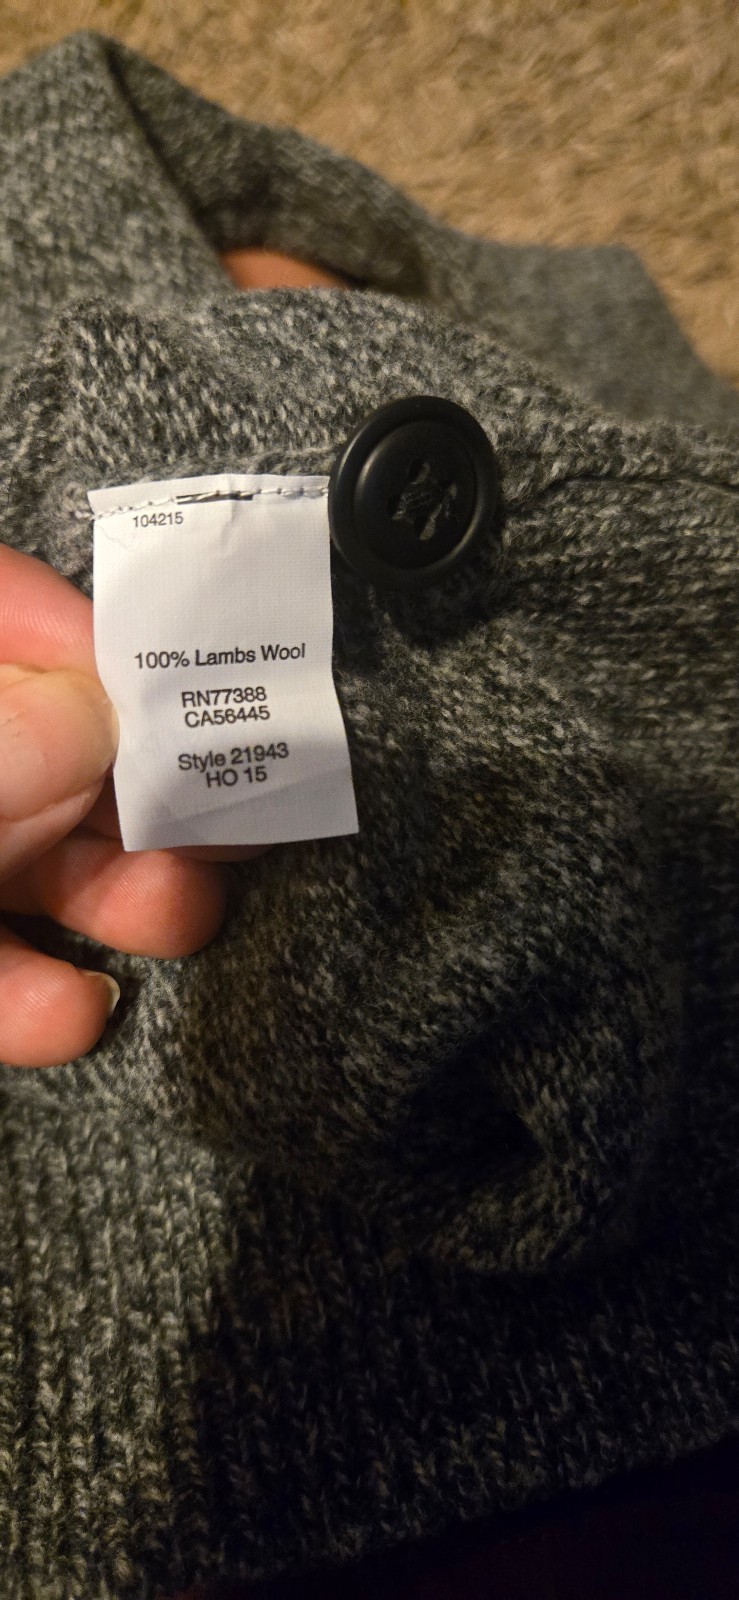 104215
100% Lambs Wool
RN77388
CA56445
Style 21943
HO 15